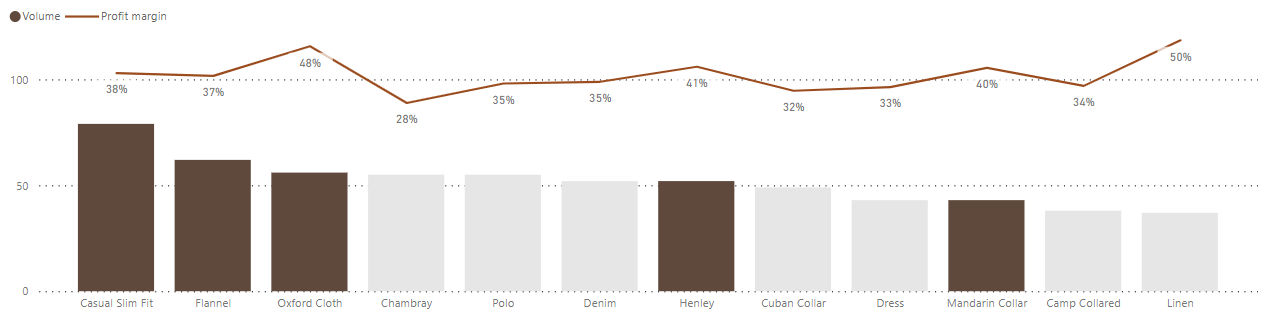 Volume Profit margin
100
50
0
38%
37%
48%
28%
35%
35%
41%
32%
33%
40%
34%
50%
Casual Slim Fit
Flannel
Oxford Cloth
Chambray
Polo
Denim
Henley
Cuban Collar
Dress
Mandarin Collar
Camp Collared
Linen